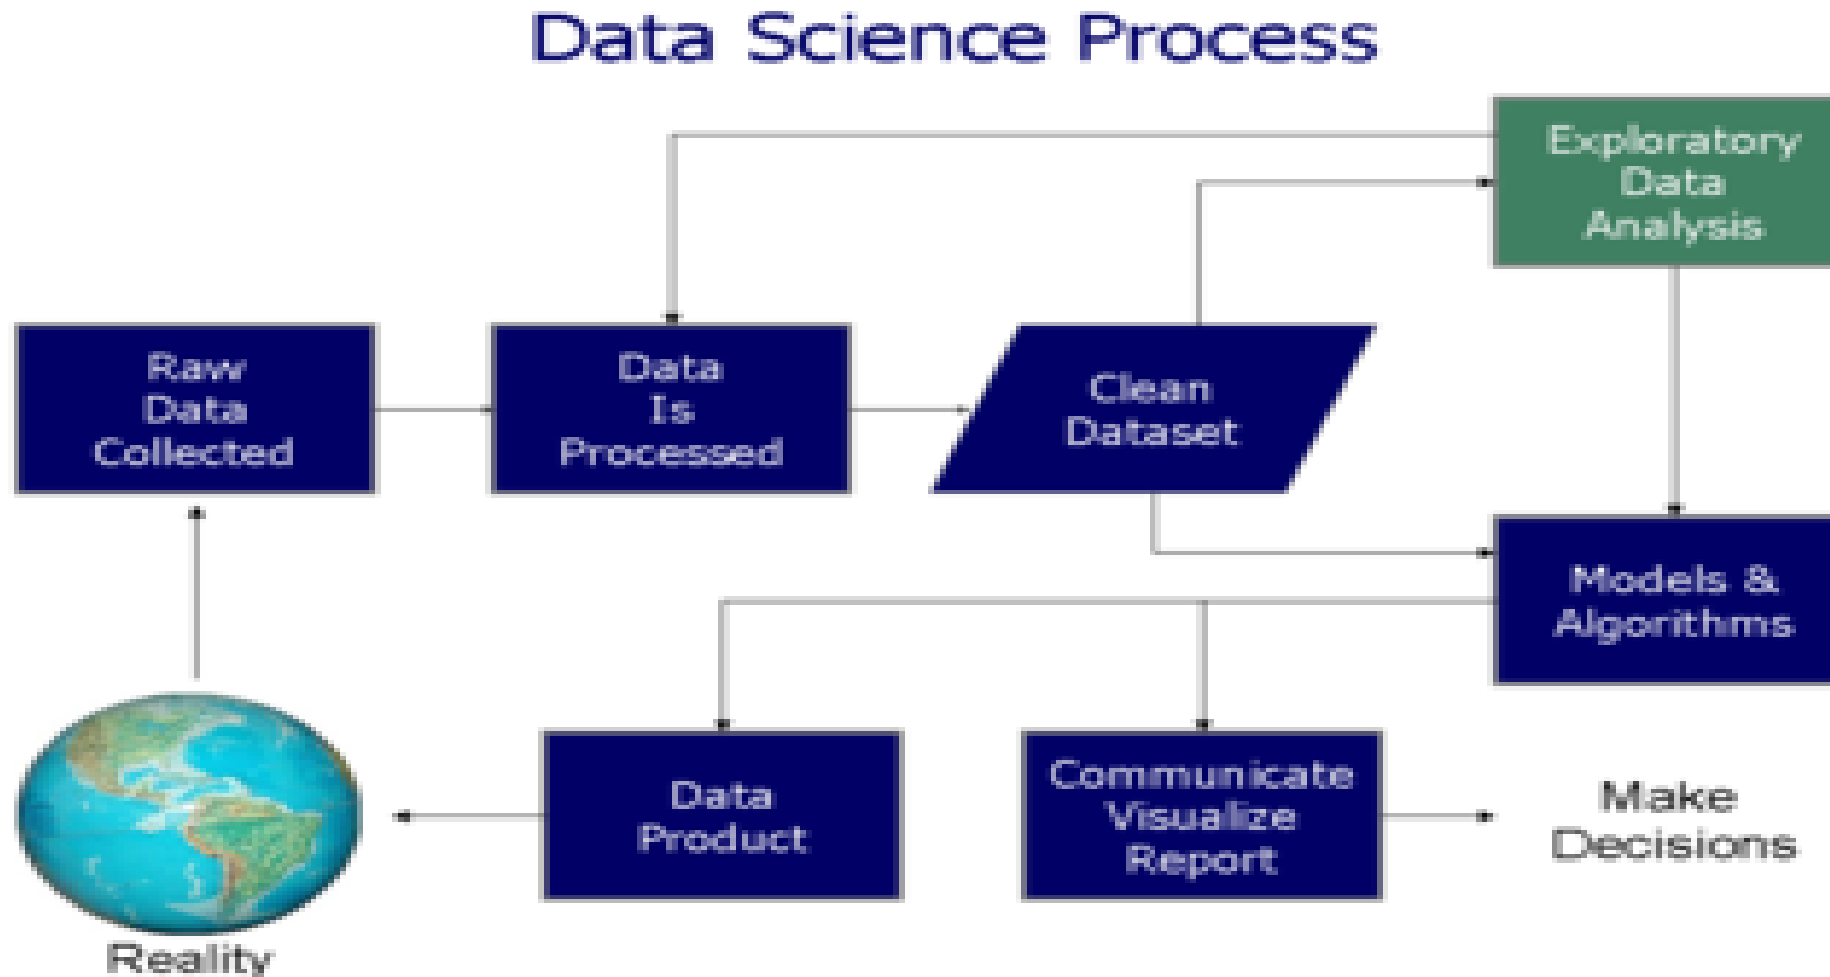 Data Science Process
Exploratory
Data
Analysis
Raw
Data
Collected
Data
Is
Processed
Clean
Dataset
Models &
Algorithms
Data
Product
Communicate
Visualize
Report
Make
Decisions
Reality